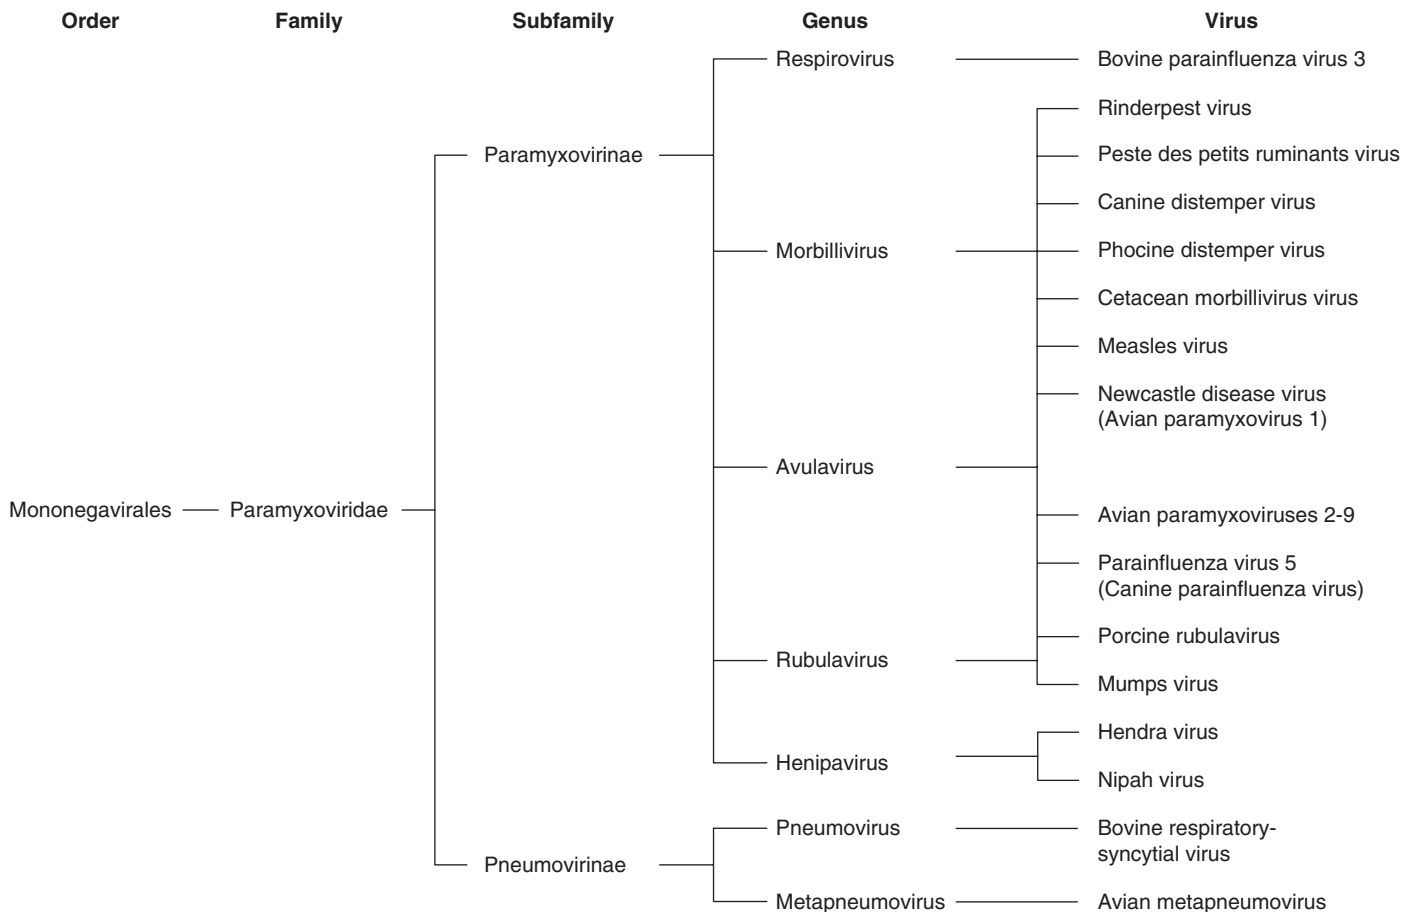 Order Family Subfamily Genus Virus
Respirovirus Bovine parainfluenza virus 3
Rinderpest virus
Paramyxovirinae Peste des petits ruminants virus
Canine distemper virus
Morbillivirus Phocine distemper virus
Cetacean morbillivirus virus
Measles virus
Newcastle disease virus
(Avian paramyxovirus 1)
Avulavirus
Mononegavirales Paramyxoviridae Avian paramyxoviruses 2-9
Parainfluenza virus 5
(Canine parainfluenza virus)
Porcine rubulavirus
Rubulavirus
Mumps virus
Hendra virus
Henipavirus
Nipah virus
Pneumovirus Bovine respiratory-
syncytial virus
Pneumovirinae
Metapneumovirus Avian metapneumovirus